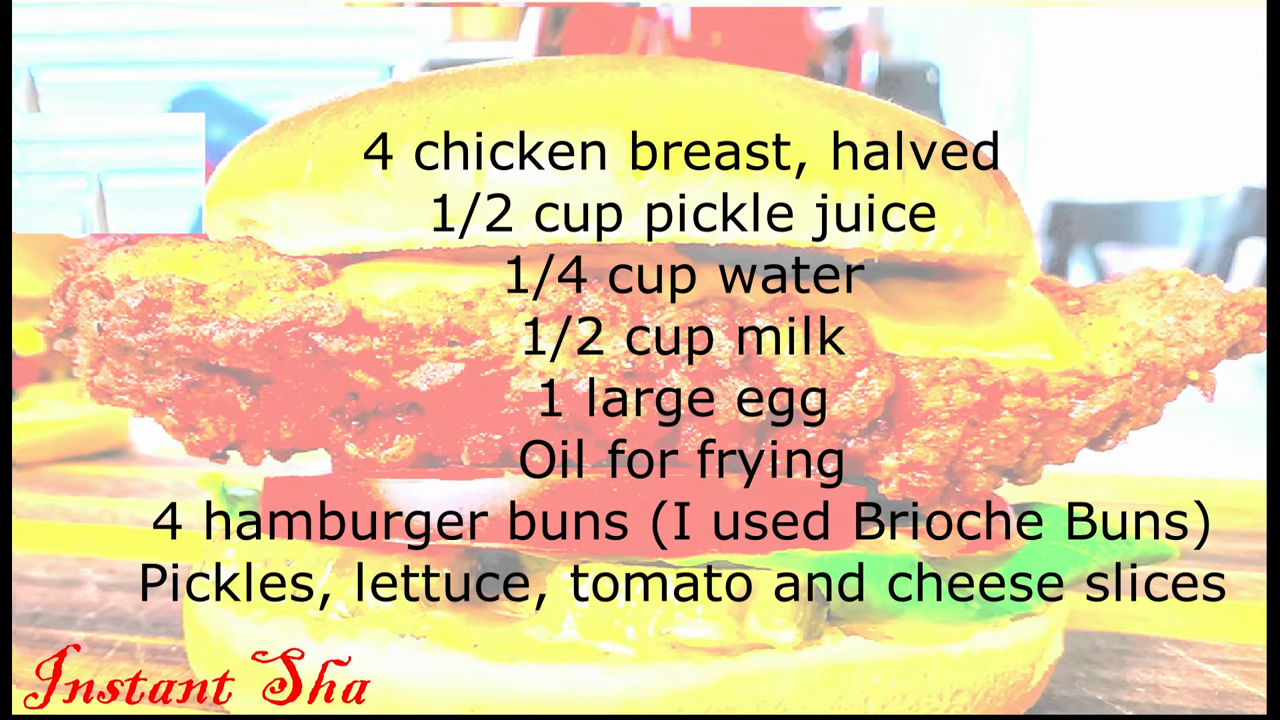 4 chicken breast, halved
1/2 cup pickle juice
1/4 cup water
1/2 cup milk
1 large egg
Oil for frying
4 hamburger buns (I used Brioche Buns)
Pickles, lettuce, tomato and cheese slices
Instant Sha